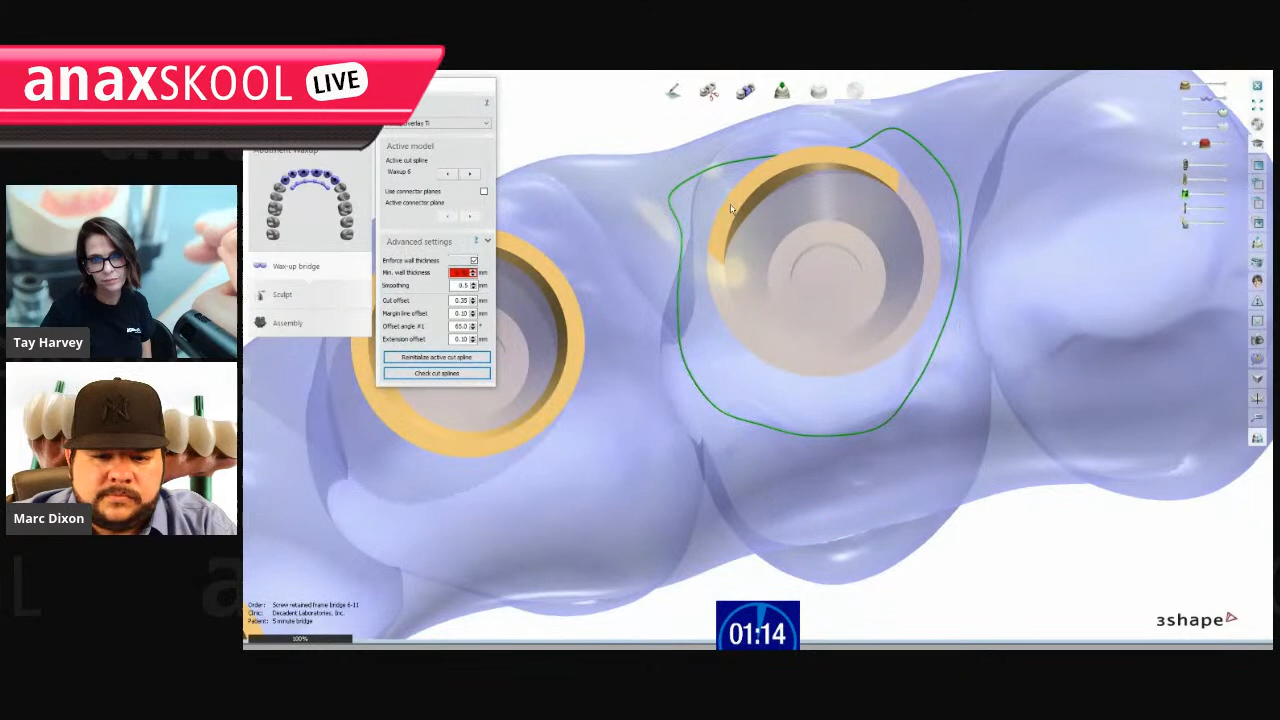 anaxSKOOL LIVE
Active model
Active cut spline
Waxup 6
Use connector planes
Active connector plane
Advanced settings
Enforce wall thickness
Min. wall thickness mm
Smoothing 0.5 mm
Cut offset 0.35 mm
Margin line offset 0.10 mm
Offset angle #1 65.0 °
Extension offset 0.10 mm
Reinitialize active cut spline
Check cut splines
Wax-up bridge
Sculpt
Assembly
Tay Harvey
Marc Dixon
Order: Screw retained frame bridge 6-11
Clinic: Decadent Laboratories, Inc.
Patient: 5 minute bridge
100%
01:14
3shape